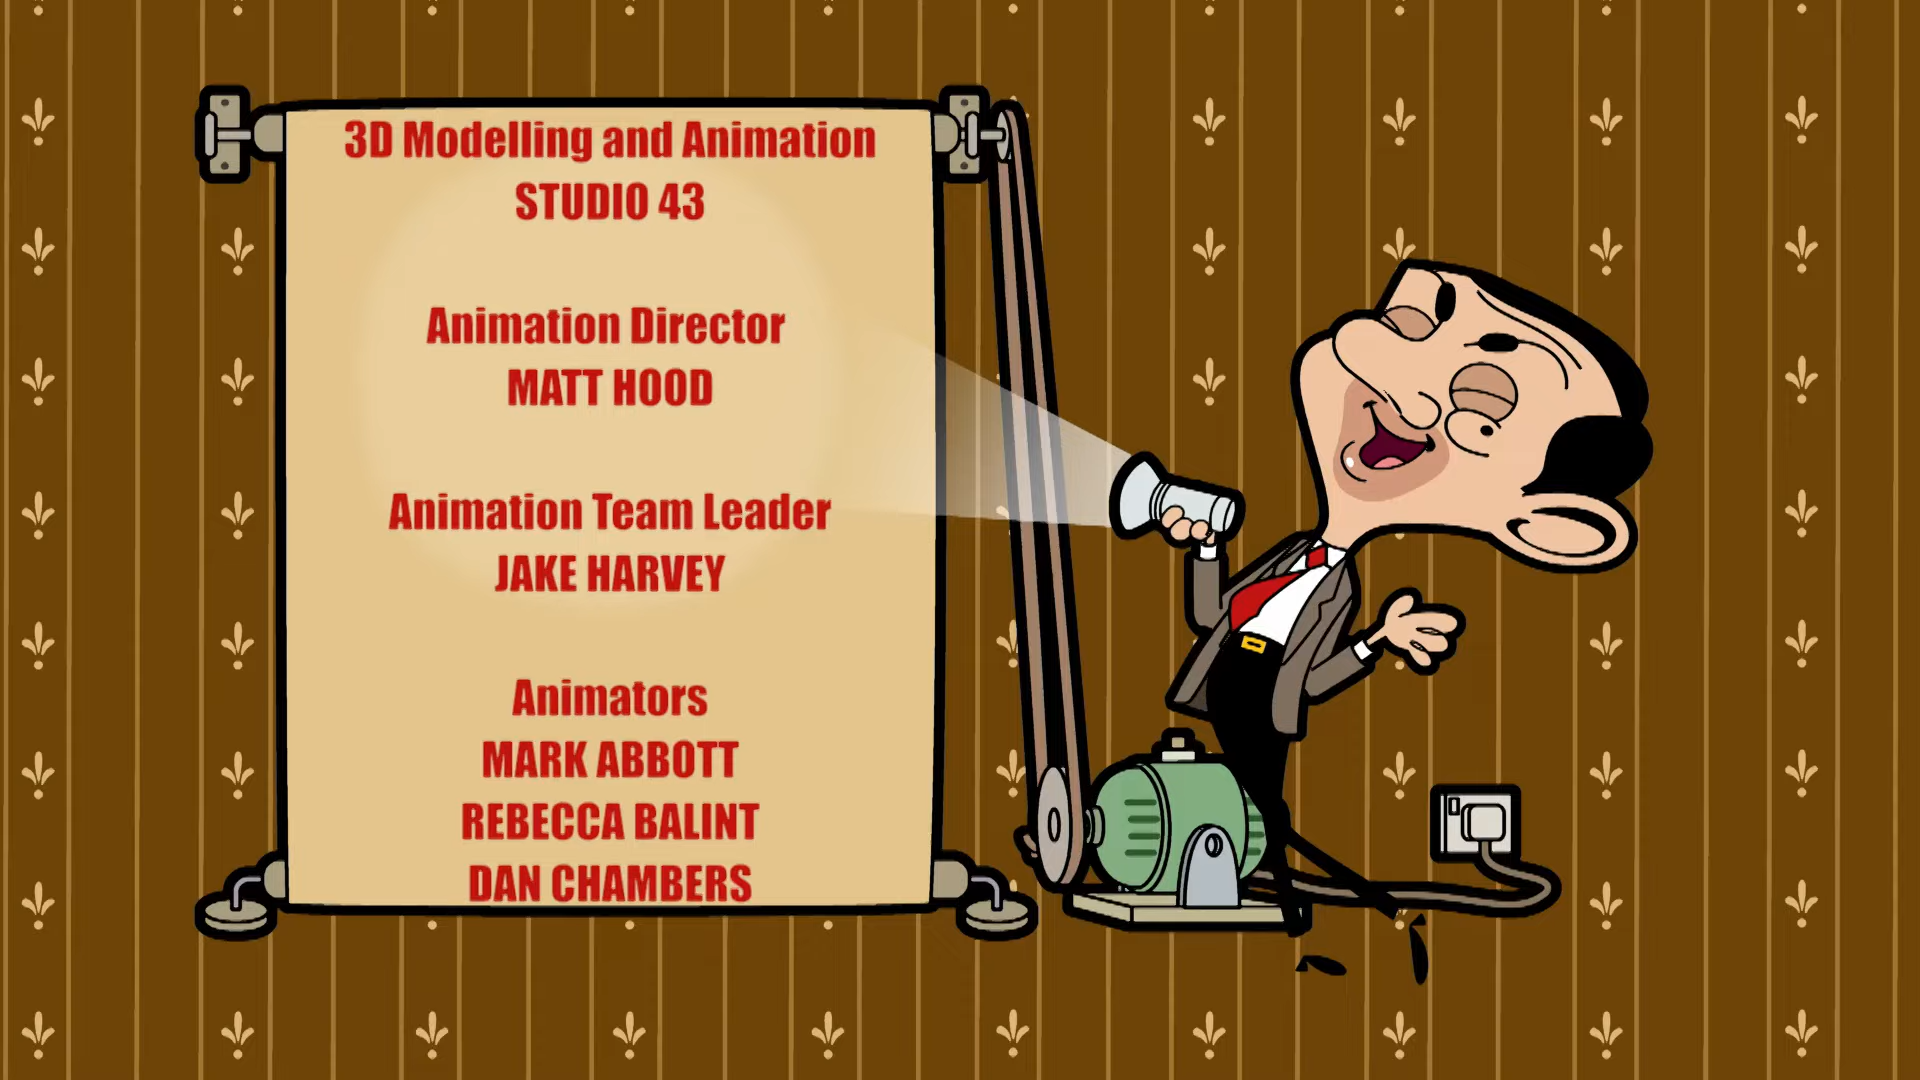 3D Modelling and Animation
STUDIO 43
Animation Director
MATT HOOD
Animation Team Leader
JAKE HARVEY
Animators
MARK ABBOTT
REBECCA BALINT
DAN CHAMBERS